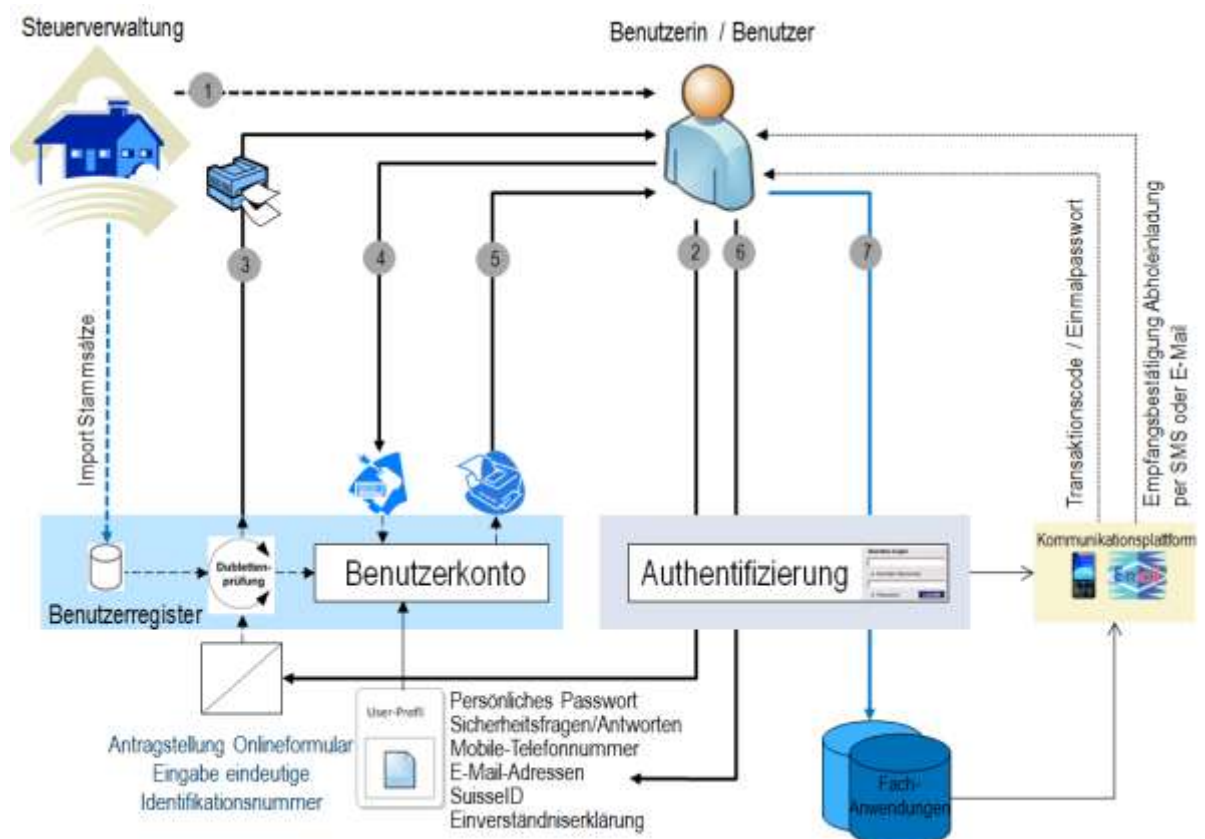 Steuerverwaltung
Benutzerin / Benutzer
1
3
4
5
2
6
7
Import Stammsätze
Transaktionscode / Einmalpasswort
Empfangsbestätigung Abholeinladung
per SMS oder E-Mail
Benutzerregister
Dubletten-
prüfung
Benutzerkonto
Authentifizierung
Kommunikationsplattform
User-Profil
Persönliches Passwort
Sicherheitsfragen/Antworten
Mobile-Telefonnummer
E-Mail-Adressen
SuisseID
Einverständniserklärung
Antragstellung Onlineformular
Eingabe eindeutige
Identifikationsnummer
Fach-
Anwendungen